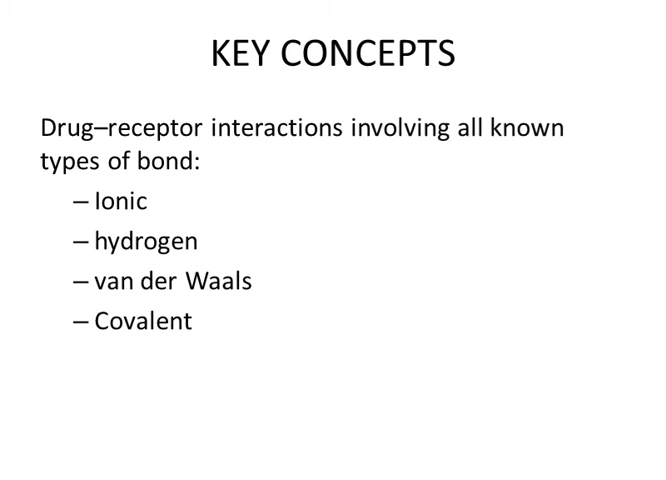 KEY CONCEPTS
Drug–receptor interactions involving all known
types of bond:
– Ionic
– hydrogen
– van der Waals
– Covalent